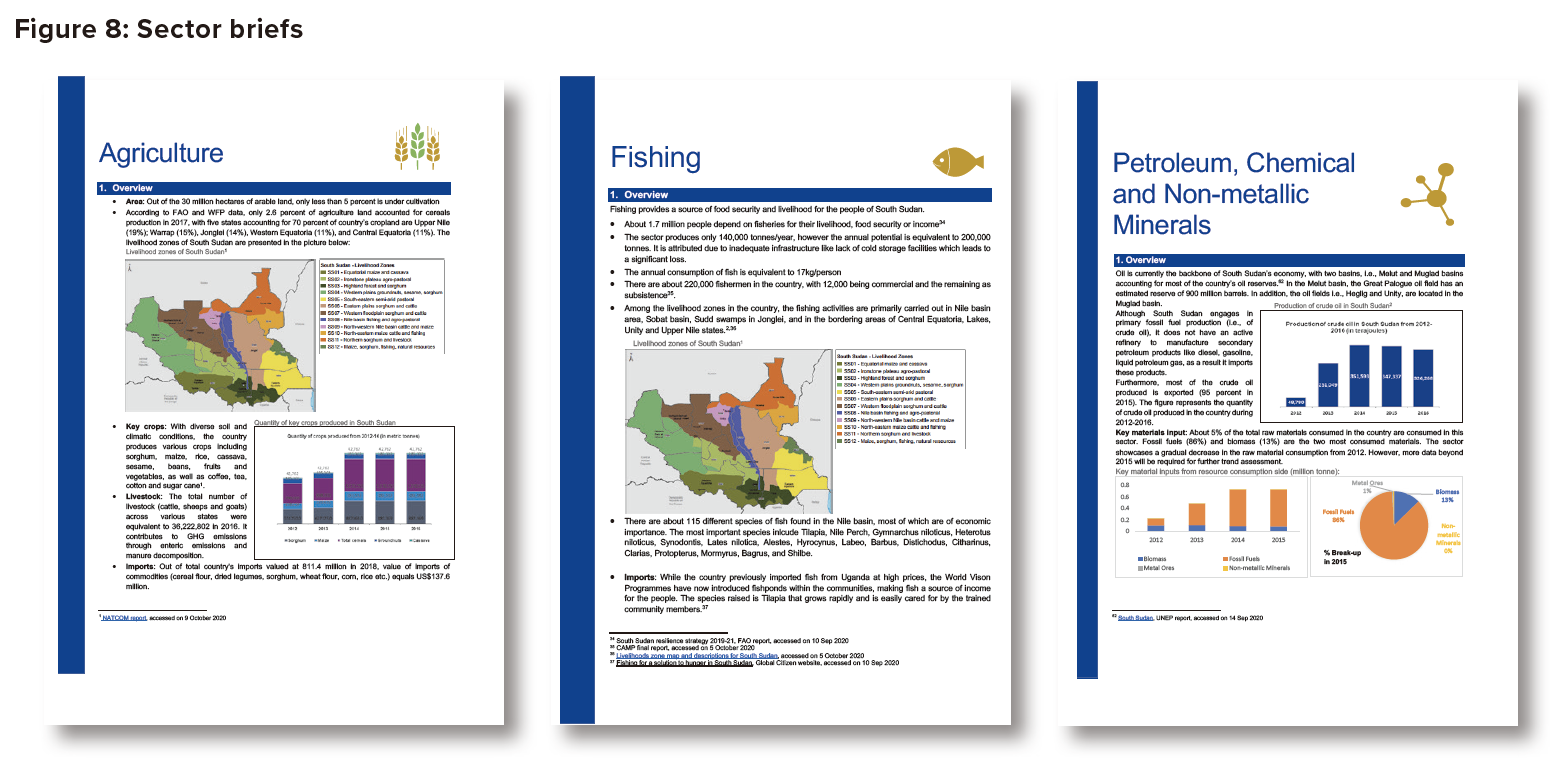 Figure 8: Sector briefs
Agriculture
1. Overview
• Area: Out of the 30 million hectares of arable land, only less than 5 percent is under cultivation
• According to FAO and WFP data, only 2.6 percent of agriculture land accounted for cereals
production in 2017, with five states accounting for 70 percent of country's cropland are Upper Nile
(19%); Warrap (15%), Jonglei (14%), Western Equatoria (11%), and Central Equatoria (11%). The
livelihood zones of South Sudan are presented in the picture below:
Livelihood zones of South Sudan⁵
South Sudan - Livelihood Zones
SS01 - Equatorial maize and cassava
SS02 - Ironstone plateau agro-pastoral
SS03 - Highland forest and sorghum
SS04 - Western plains groundnuts, sesame, sorghum
SS05 - South-eastern semi-arid pastoral
SS06 - Eastern plains sorghum and cattle
SS07 - Western floodplain sorghum and cattle
SS08 - Nile basin fishing and agro-pastoral
SS09 - Northwestern Nile basin cattle and maize
SS10 - North-eastern maize cattle and fishing
SS11 - Northern sorghum and livestock
SS12 - Maize, sorghum, fishing, natural resources
• Key crops: With diverse soil and
climatic conditions, the country
produces various crops including
sorghum, maize, rice, cassava,
sesame, beans, fruits and
vegetables, as well as coffee, tea,
cotton and sugar cane¹.
• Livestock: The total number of
livestock (cattle, sheeps and goats)
across various states were
equivalent to 36,222,802 in 2016. It
contributes to GHG emissions
through enteric emissions and
manure decomposition.
Quantity of key crops produced in South Sudan
Quantity of crops produced from 2012-16 (in metric tonnes)
2012 2013 2014
Sorghum Maize Total cereals Groundnuts Cassava
• Imports: Out of total country's imports valued at 811.4 million in 2018, value of imports of
commodities (cereal flour, dried legumes, sorghum, wheat flour, corn, rice etc.) equals US$137.6
million.
¹ NATCOM report, accessed on 9 October 2020
Fishing
1. Overview
Fishing provides a source of food security and livelihood for the people of South Sudan.
• About 1.7 million people depend on fisheries for their livelihood, food security or income³⁴
• The sector produces only 140,000 tonnes/year, however the annual potential is equivalent to 200,000
tonnes. It is attributed due to inadequate infrastructure like lack of cold storage facilities which leads to
a significant loss.
• The annual consumption of fish is equivalent to 17kg/person
• There are about 220,000 fishermen in the country, with 12,000 being commercial and the remaining as
subsistence³⁵.
• Among the livelihood zones in the country, the fishing activities are primarily carried out in Nile basin
area, Sobat basin, Sudd swamps in Jonglei, and in the bordering areas of Central Equatoria, Lakes,
Unity and Upper Nile states.²,³⁶
Livelihood zones of South Sudan¹
South Sudan - Livelihood Zones
SS01 - Equatorial maize and cassava
SS02 - Ironstone plateau agro-pastoral
SS03 - Highland forest and sorghum
SS04 - Western plains groundnuts, sesame, sorghum
SS05 - South-eastern semi-arid pastoral
SS06 - Eastern plains sorghum and cattle
SS07 - Western floodplain sorghum and cattle
SS08 - Nile basin fishing and agro-pastoral
SS09 - Northwestern Nile basin cattle and maize
SS10 - North-eastern maize cattle and fishing
SS11 - Northern sorghum and livestock
SS12 - Maize, sorghum, fishing, natural resources
• There are about 115 different species of fish found in the Nile basin, most of which are of economic
importance. The most important species inlcude Tilapia, Nile Perch, Gymnarchus niloticus, Heterotus
niloticus, Synodontis, Lates nilotica, Alestes, Hyrocynus, Labeo, Barbus, Distichodus, Citharinus,
Clarias, Protopterus, Mormyrus, Bagrus, and Shilbe.
• Imports: While the country previously imported fish from Uganda at high prices, the World Vison
Programmes have now introduced fishponds within the communities, making fish a source of income
for the people. The species raised is Tilapia that grows rapidly and is easily cared for by the trained
community members.³⁷
³⁴ South Sudan resilience strategy 2019-21, FAO report, accessed on 10 Sep 2020
³⁵ CAMP final report, accessed on 5 October 2020
³⁶ Livelihoods zone map and descriptions for South Sudan, accessed on 5 October 2020
³⁷ Fishing for a solution to hunger in South Sudan, Global Citizen website, accessed on 10 Sep 2020
Petroleum, Chemical
and Non-metallic
Minerals
1. Overview
Oil is currently the backbone of South Sudan's economy, with two basins, i.e., Melut and Muglad basins
accounting for most of the county's oil reserves.⁶² In the Melut basin, the Great Palogue oil field has an
estimated reserve of 900 million barrels. In addition, the oil fields i.e., Heglig and Unity, are located in the
Muglad basin.
Although South Sudan engages in
primary fossil fuel production (i.e., of
crude oil), it does not have an active
refinery to manufacture secondary
petroleum products like diesel, gasoline,
liquid petroleum gas, as a result it imports
these products.
Furthermore, most of the crude oil
produced is exported (95 percent in
2015). The figure represents the quantity
of crude oil produced in the country during
2012-2016.
Production of crude oil in South Sudan²
Production of crude oil in South Sudan from 2012-
2016 (in terajoules)
2012 2013 2014 2015 2016
Key materials input: About 5% of the total raw materials consumed in the country are consumed in this
sector. Fossil fuels (86%) and biomass (13%) are the two most consumed materials. The sector
showcases a gradual decrease in the raw material consumption from 2012. However, more data beyond
2015 will be required for further trend assessment.
Key material inputs from resource consumption side (million tonne):
0.8
0.6
0.4
0.2
0
2012 2013 2014 2015
Biomass Fossil Fuels
Metal Ores Non-metallic Minerals
Metal Ores
1%
Biomass
13%
Fossil Fuels
86%
Non-
metallic
Minerals
0%
% Break-up
in 2015
⁶² South Sudan, UNEP report, accessed on 14 Sep 2020